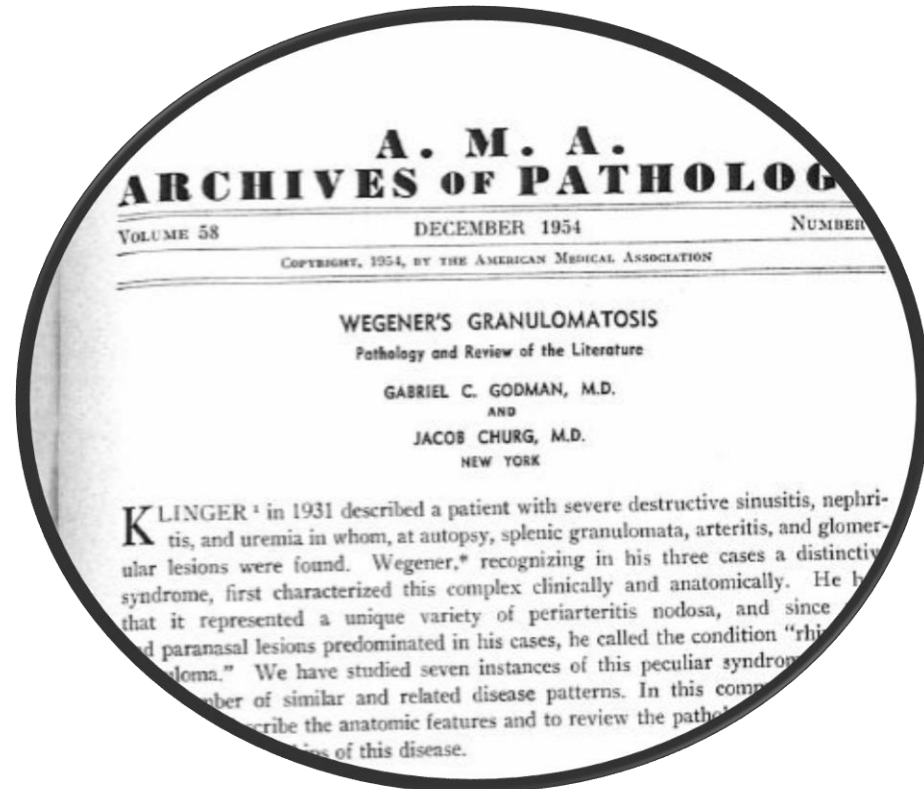 A. M. A.
ARCHIVES OF PATHOLOG
VOLUME 58 DECEMBER 1954 NUMBER
COPYRIGHT, 1954, BY THE AMERICAN MEDICAL ASSOCIATION
WEGENER'S GRANULOMATOSIS
Pathology and Review of the Literature
GABRIEL C. GODMAN, M.D.
AND
JACOB CHURG, M.D.
NEW YORK
KLINGER ¹ in 1931 described a patient with severe destructive sinusitis, nephri-
tis, and uremia in whom, at autopsy, splenic granulomata, arteritis, and glomer-
ular lesions were found. Wegener,* recognizing in his three cases a distinctiv
syndrome, first characterized this complex clinically and anatomically. He
that it represented a unique variety of periarteritis nodosa, and since
paranasal lesions predominated in his cases, he called the condition "rhi
loma." We have studied seven instances of this peculiar syndrom
ber of similar and related disease patterns. In this comm
cribe the anatomic features and to review the patho
of this disease.